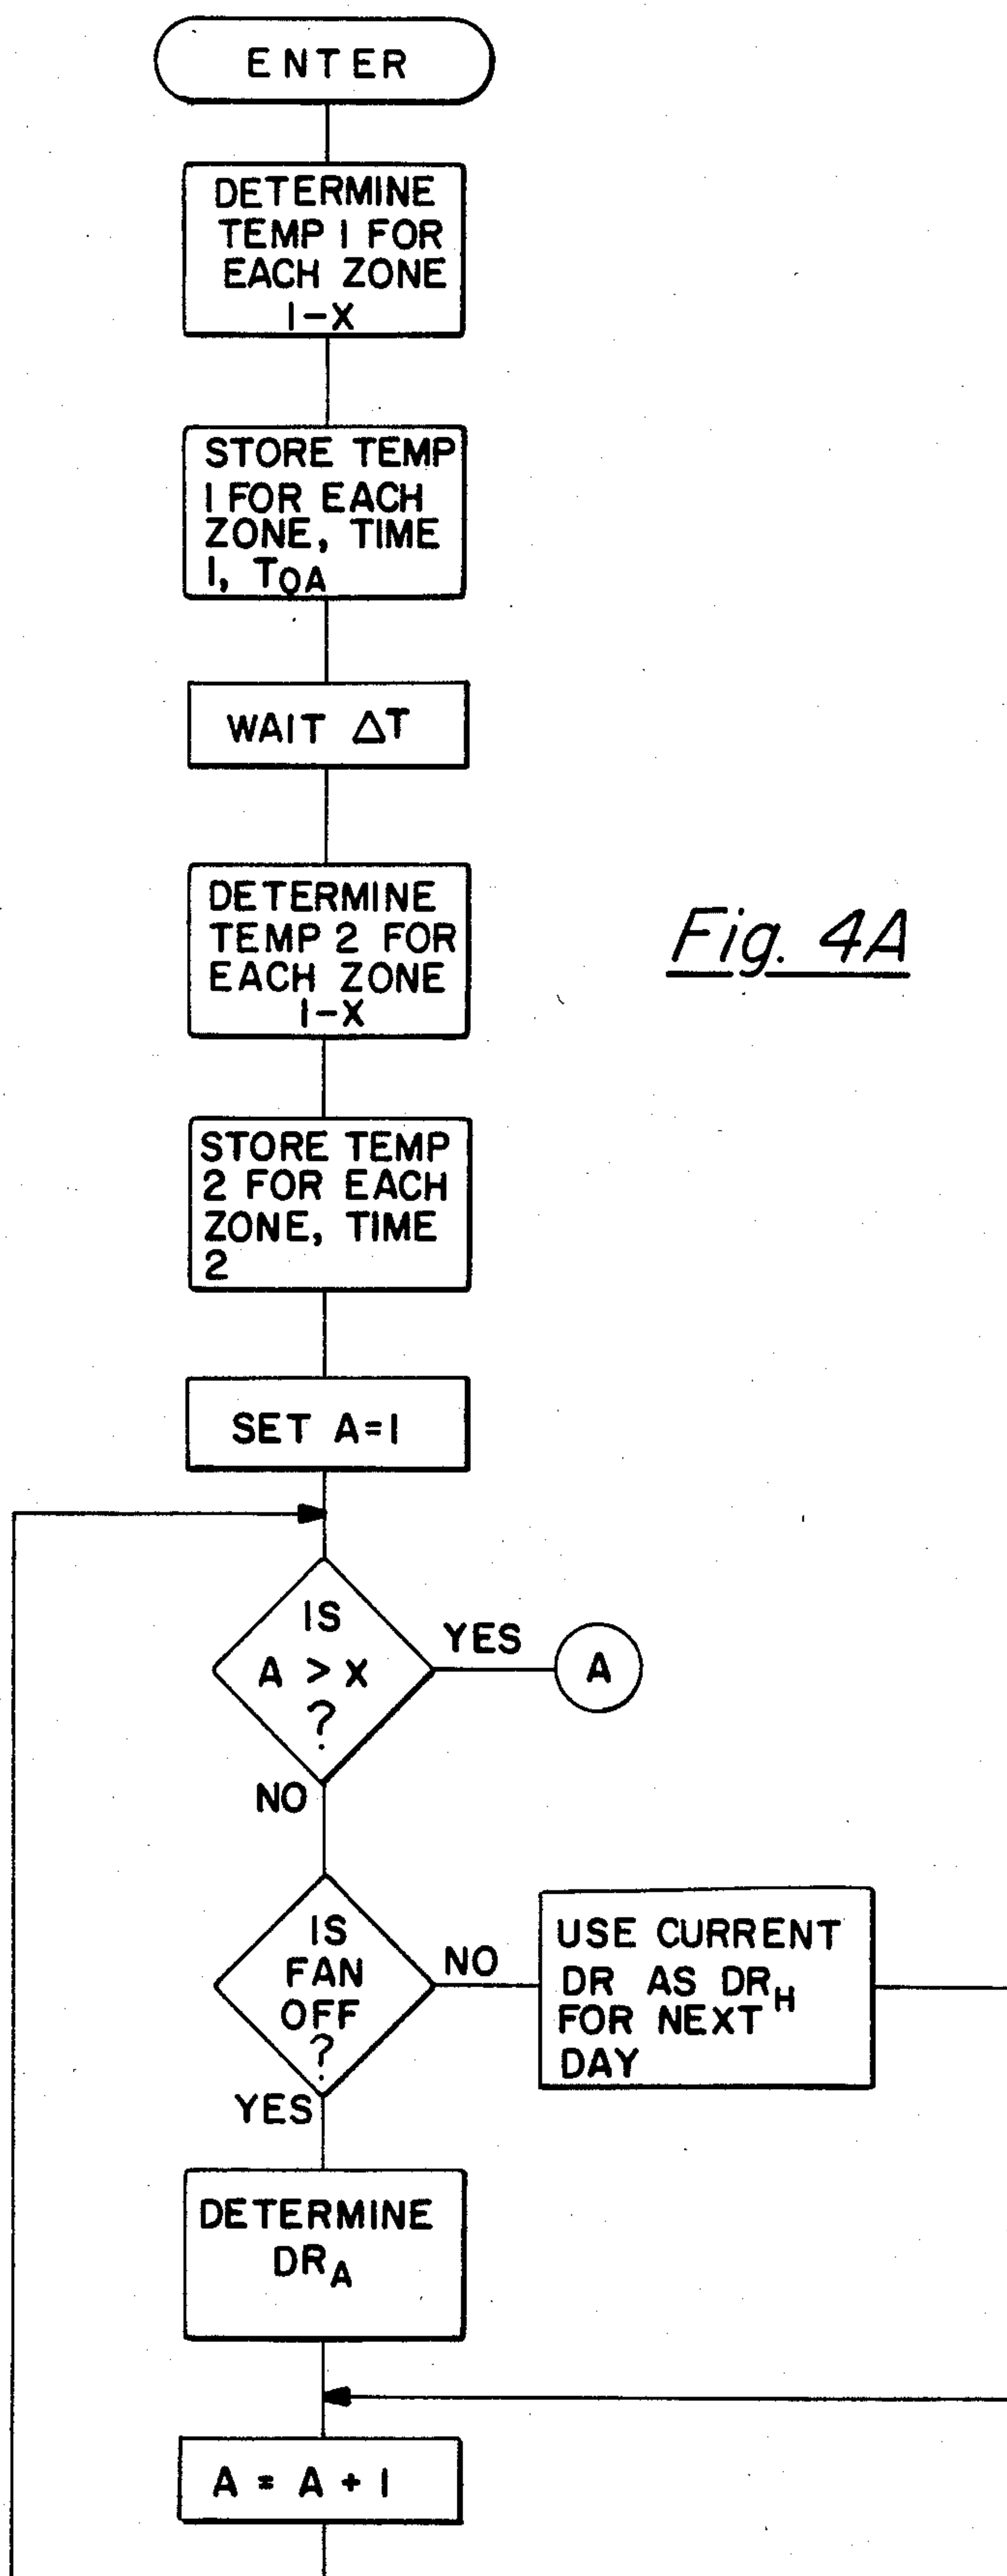 ENTER
DETERMINE
TEMP 1 FOR
EACH ZONE
1-X
STORE TEMP
1 FOR EACH
ZONE, TIME
1, TOA
WAIT ΔT
DETERMINE
TEMP 2 FOR
EACH ZONE
1-X
Fig. 4A
STORE TEMP
2 FOR EACH
ZONE, TIME
2
SET A=1
IS
A > X
?
YES
A
NO
IS
FAN
OFF
?
NO
USE CURRENT
DR AS DRH
FOR NEXT
DAY
YES
DETERMINE
DRA
A = A + 1